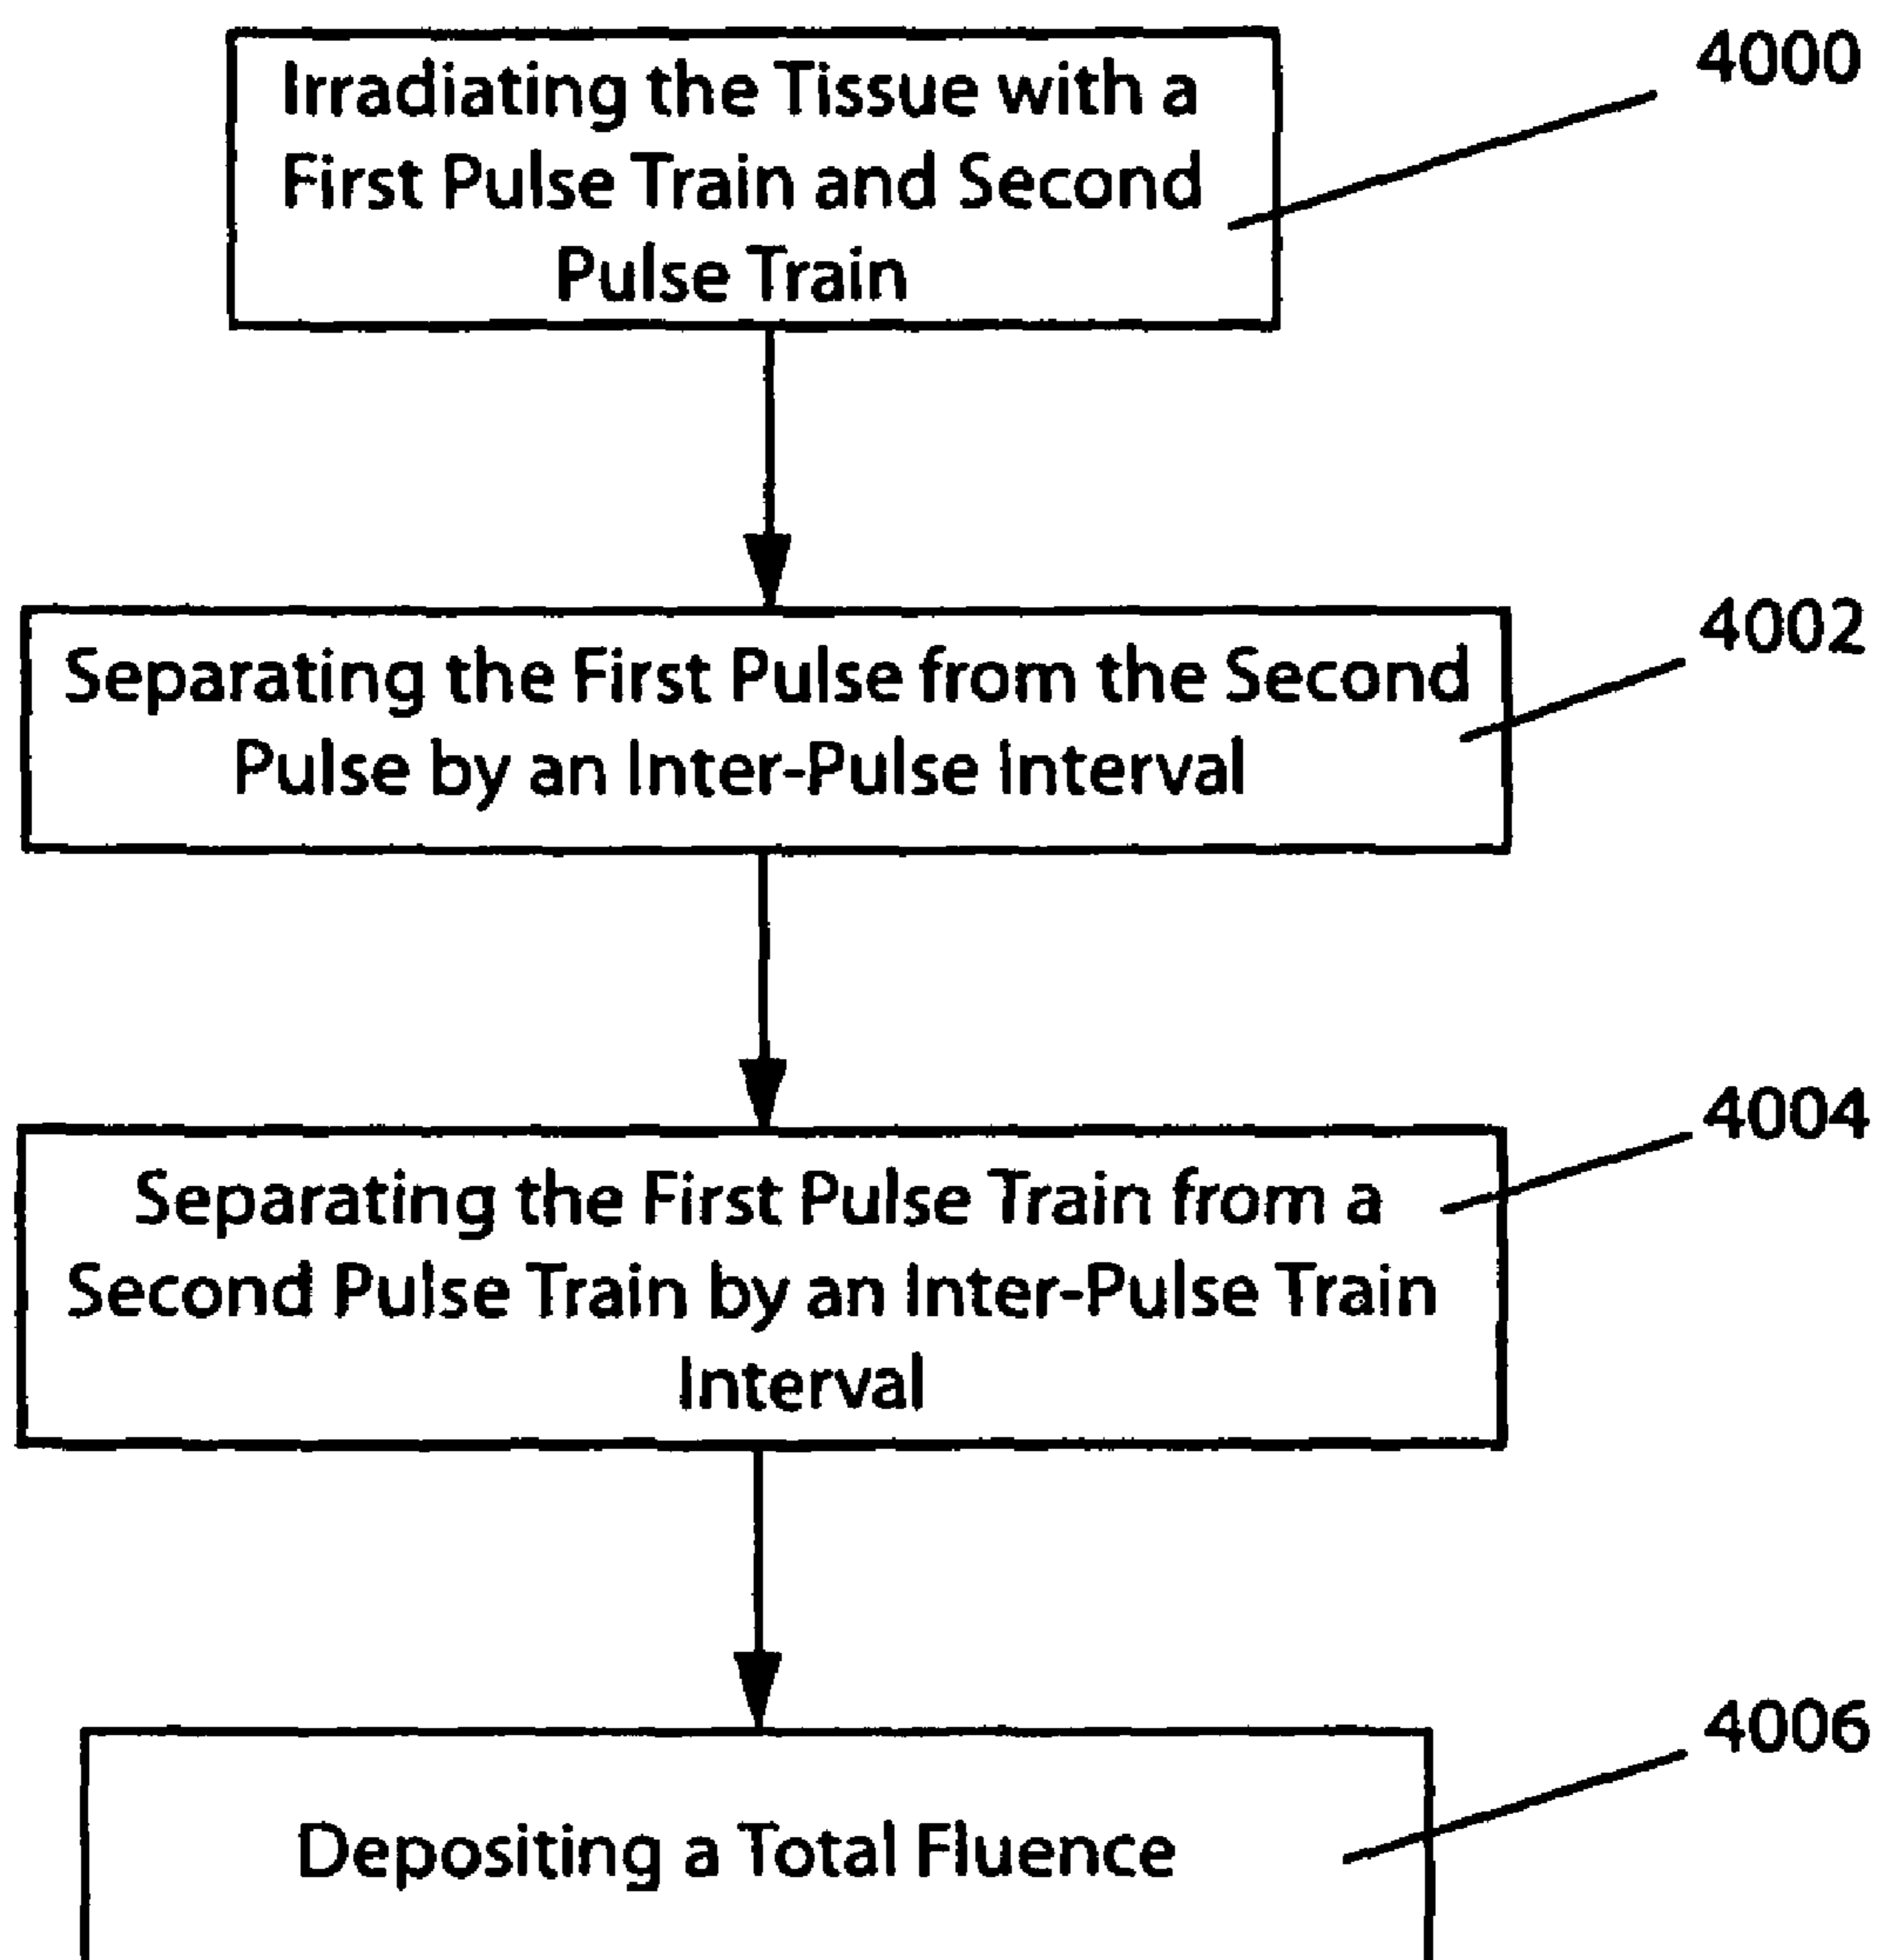 4000
Irradiating the Tissue with a
First Pulse Train and Second
Pulse Train
4002
Separating the First Pulse from the Second
Pulse by an Inter-Pulse Interval
4004
Separating the First Pulse Train from a
Second Pulse Train by an Inter-Pulse Train
Interval
4006
Depositing a Total Fluence